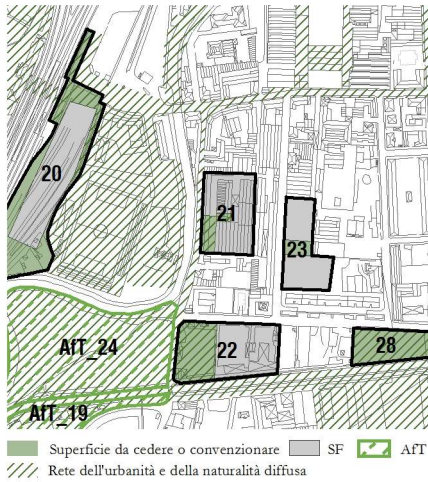 20
21
23
AfT_24
22
28
AfT_19
Superficie da cedere o convenzionare SF AfT
Rete dell'urbanità e della naturalità diffusa